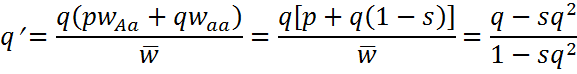 q′ = q(pw_Aa + qw_aa) / w̅ = q[p + q(1 − s)] / w̅ = (q − sq²) / (1 − sq²)